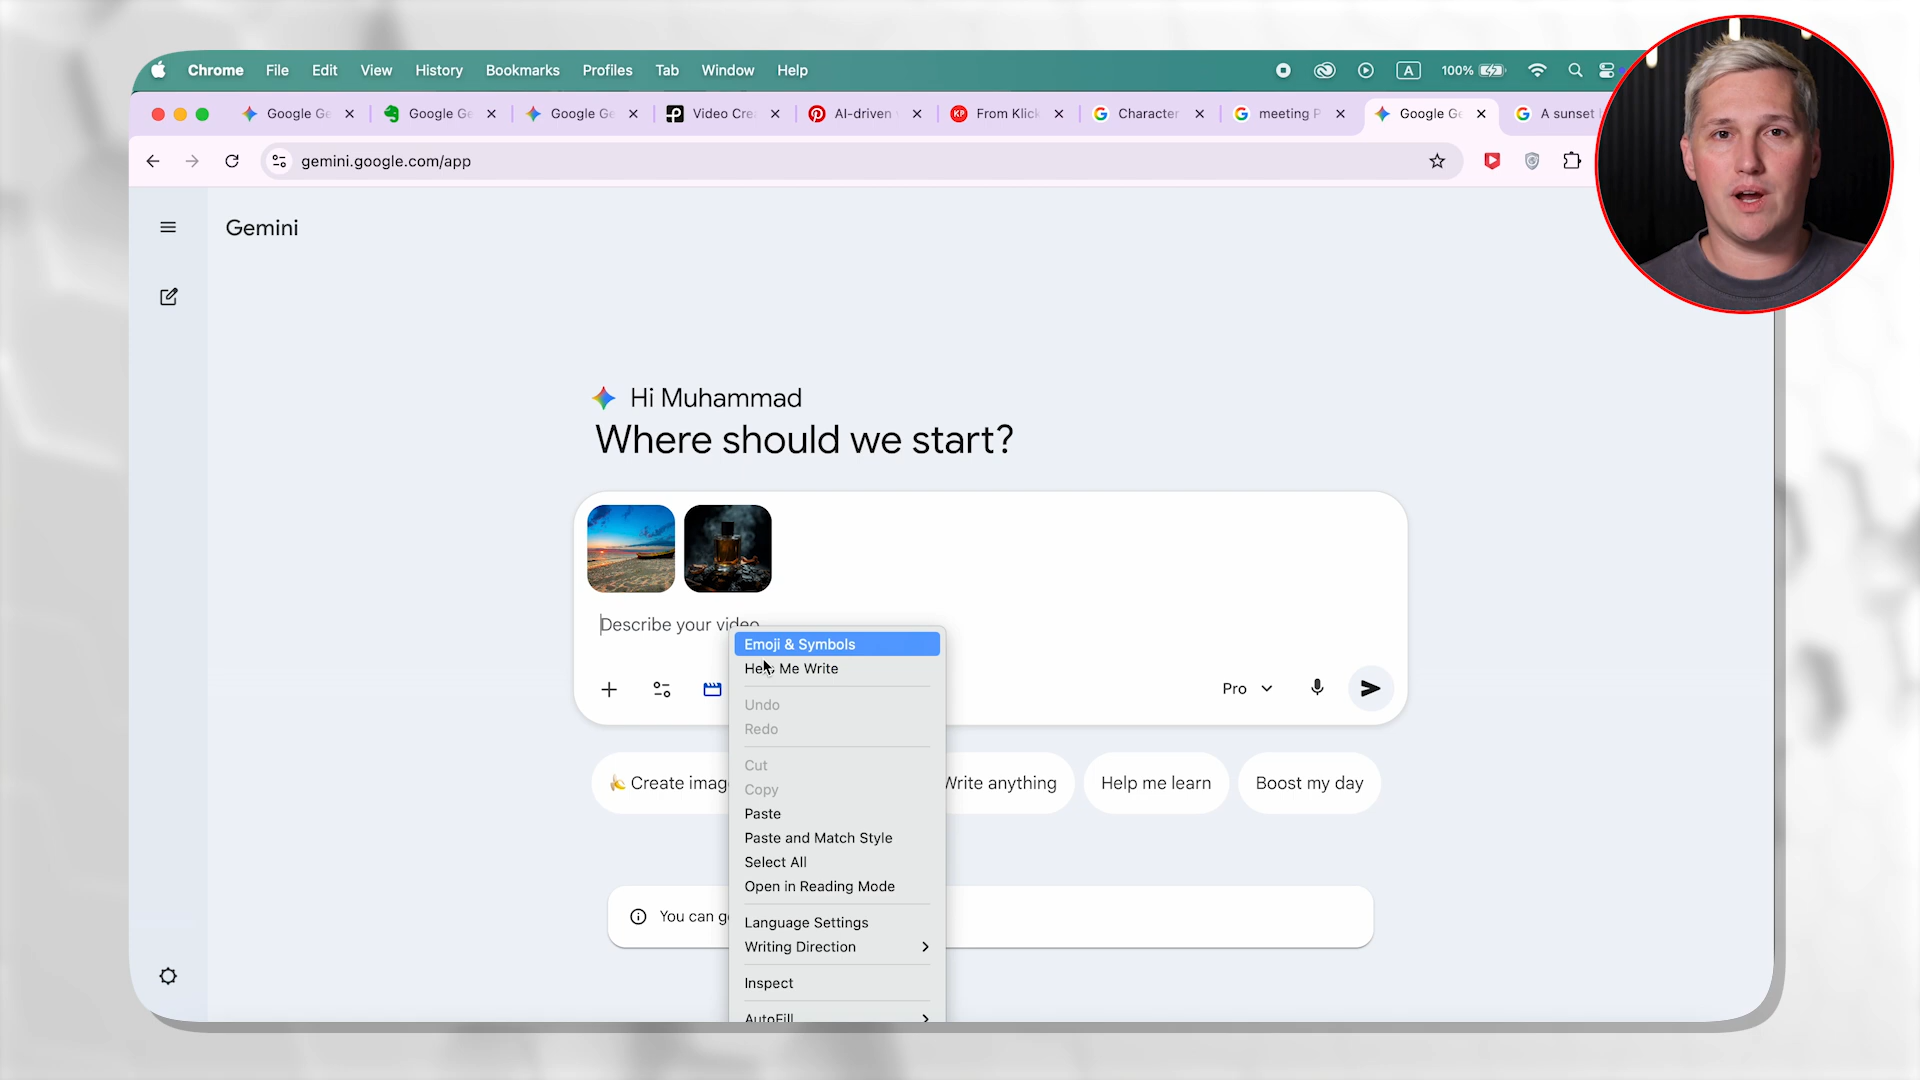 Chrome File Edit View History Bookmarks Profiles Tab Window Help A 100%
Google Ge Google Ge Google Ge Video Cre AI-driven KP From Klick Character meeting P Google Ge A sunset
gemini.google.com/app
Gemini
Hi Muhammad
Where should we start?
Describe your video
Emoji & Symbols
Help Me Write
Pro
Undo
Redo
Cut
Create imag Write anything Help me learn Boost my day
Copy
Paste
Paste and Match Style
Select All
Open in Reading Mode
You can g
Language Settings
Writing Direction
Inspect
AutoFill